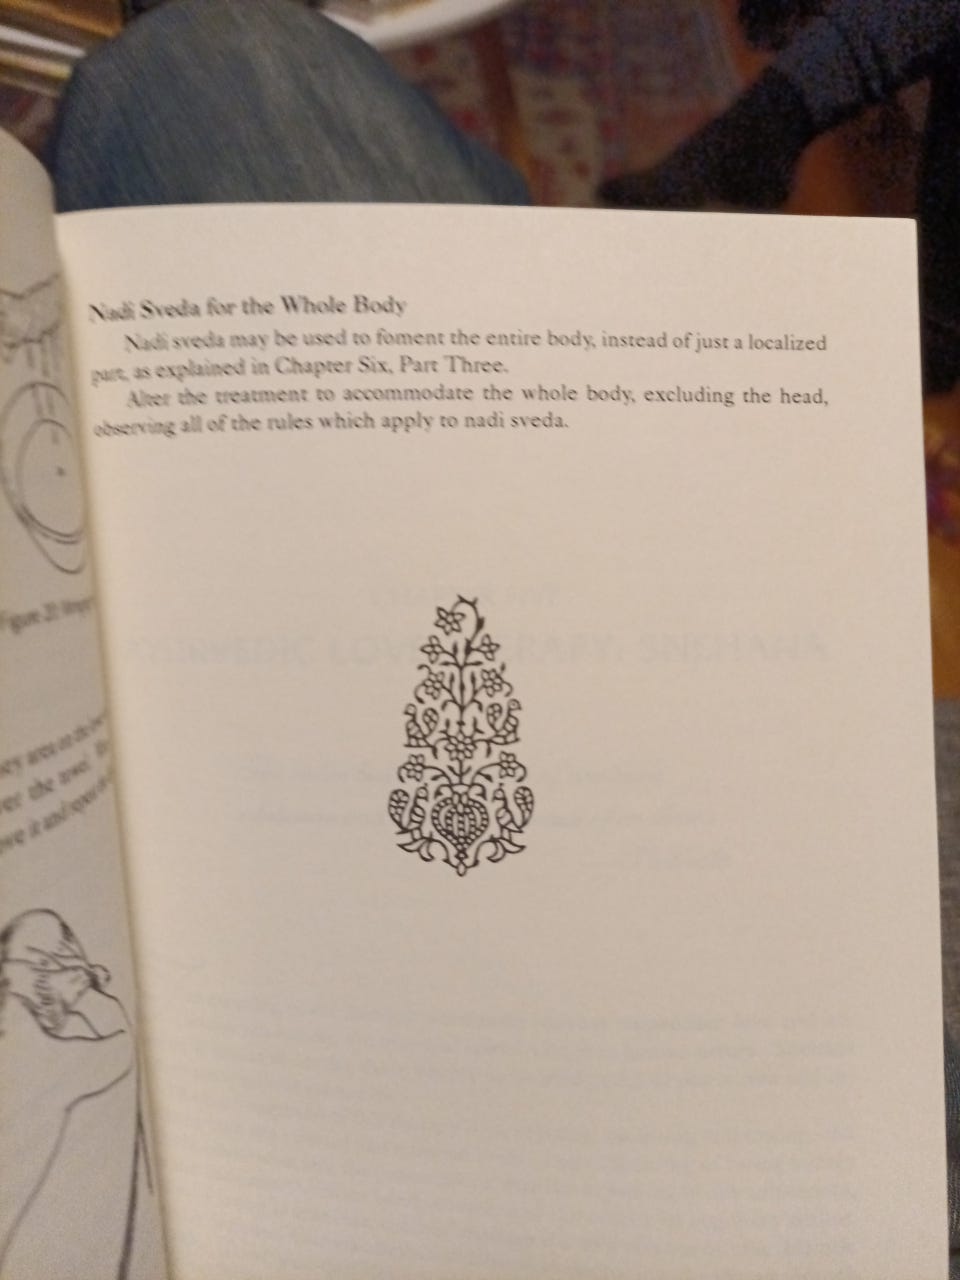 Figure 20:
Nadi Sveda for the Whole Body
Nadi sveda may be used to foment the entire body, instead of just a localized
part, as explained in Chapter Six, Part Three.
Alter the treatment to accommodate the whole body, excluding the head,
observing all of the rules which apply to nadi sveda.